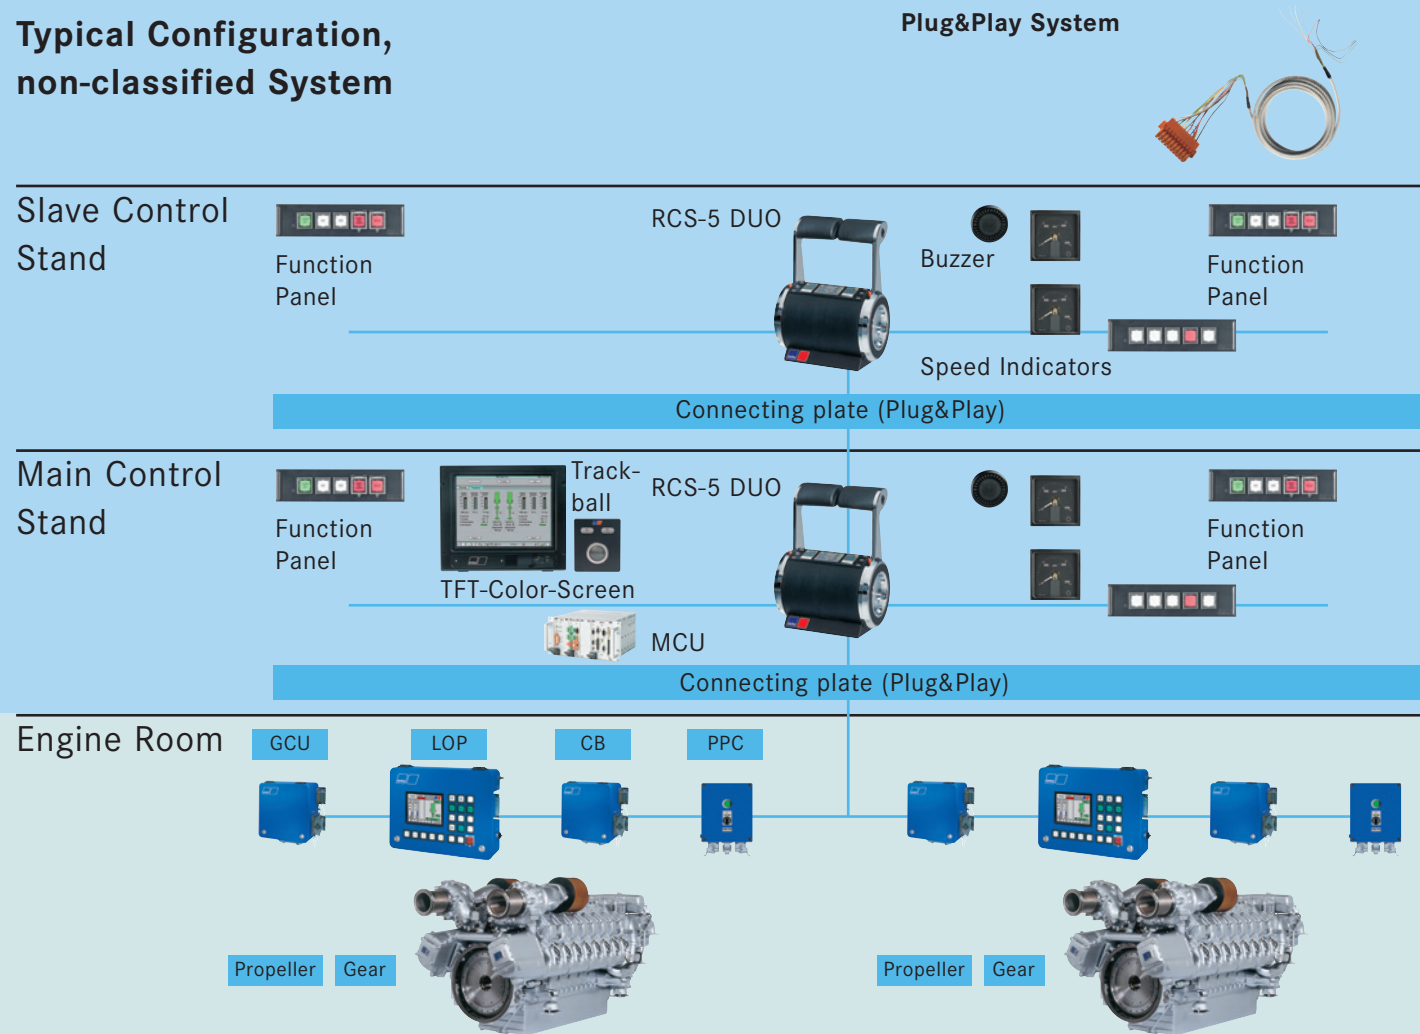 Typical Configuration,
non-classified System
Plug&Play System
Slave Control
Stand
Function
Panel
RCS-5 DUO
Buzzer
Speed Indicators
Function
Panel
Connecting plate (Plug&Play)
Main Control
Stand
Function
Panel
Track-
ball
TFT-Color-Screen
MCU
RCS-5 DUO
Function
Panel
Connecting plate (Plug&Play)
Engine Room
GCU
LOP
CB
PPC
Propeller
Gear
Propeller
Gear